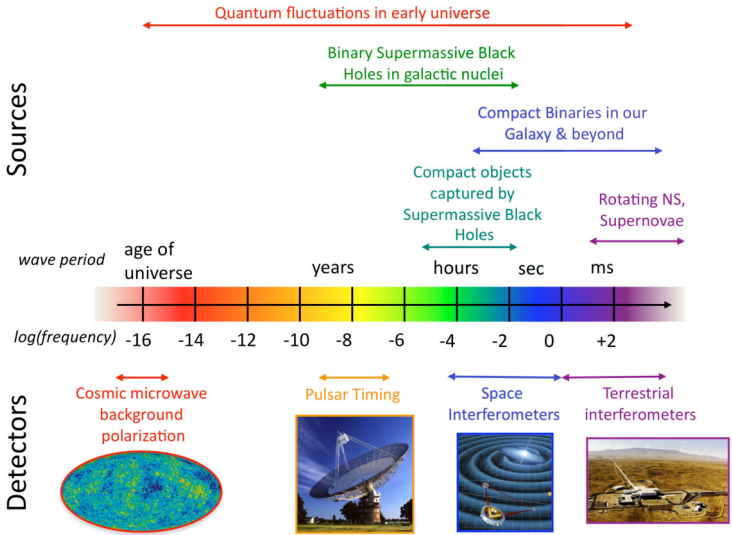 Quantum fluctuations in early universe
Binary Supermassive Black
Holes in galactic nuclei
Sources
Compact Binaries in our
Galaxy & beyond
Compact objects
captured by
Supermassive Black
Holes
Rotating NS,
Supernovae
wave period
age of
universe
years
hours
sec
ms
log(frequency)
-16 -14 -12 -10 -8 -6 -4 -2 0 +2
Detectors
Cosmic microwave
background
polarization
Pulsar Timing
Space
Interferometers
Terrestrial
interferometers